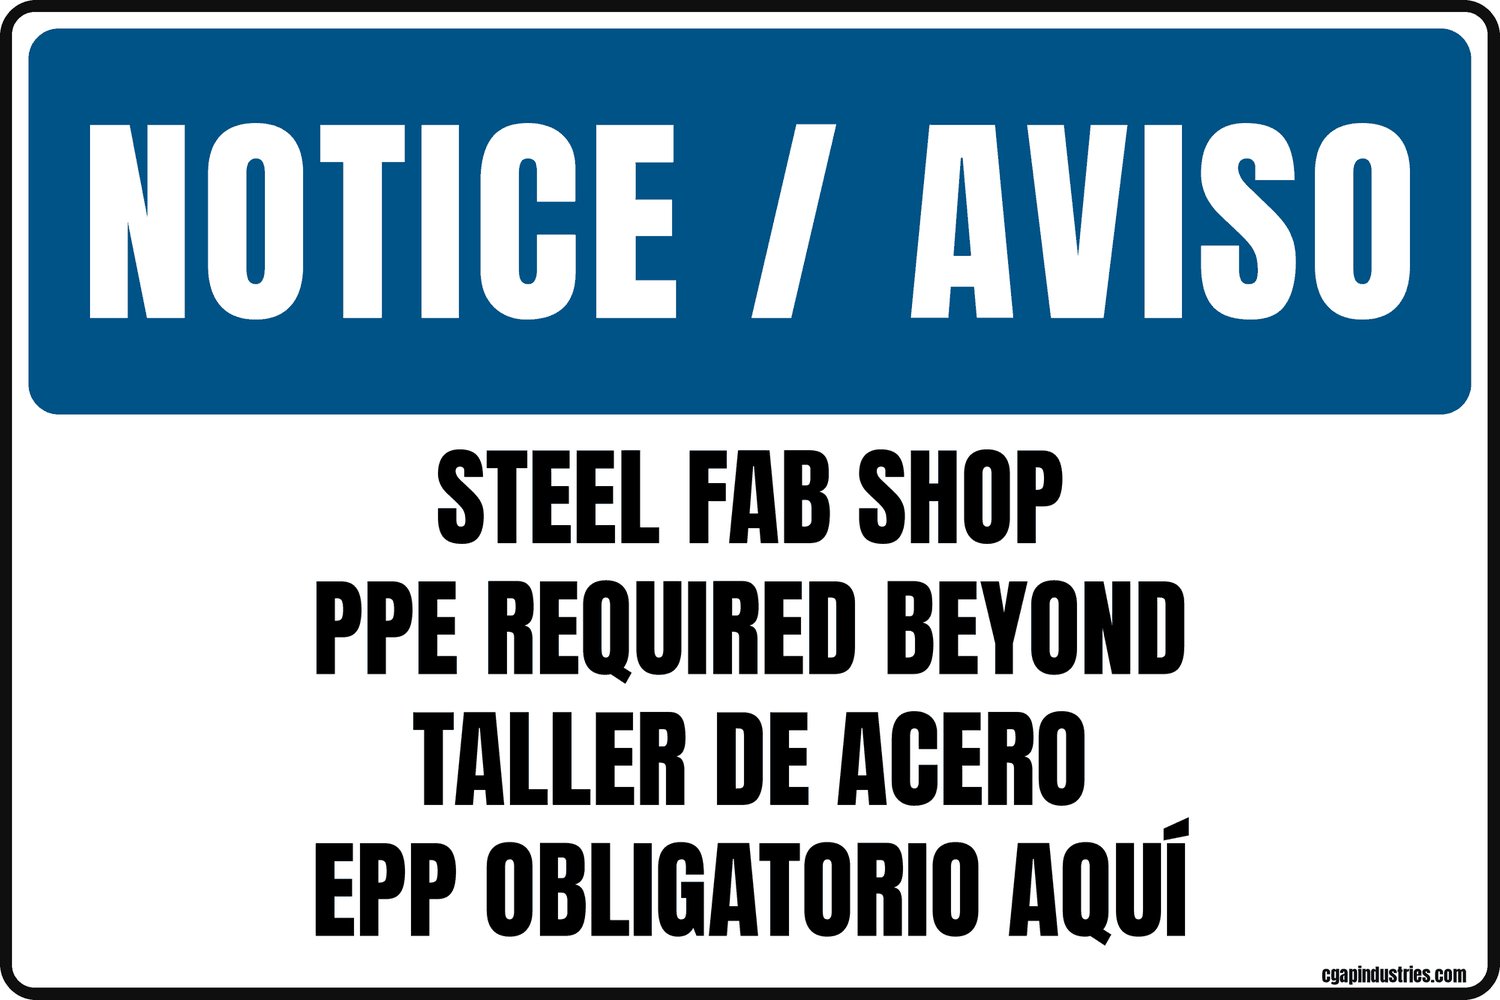 NOTICE / AVISO
STEEL FAB SHOP
PPE REQUIRED BEYOND
TALLER DE ACERO
EPP OBLIGATORIO AQUÍ
cgapindustries.com